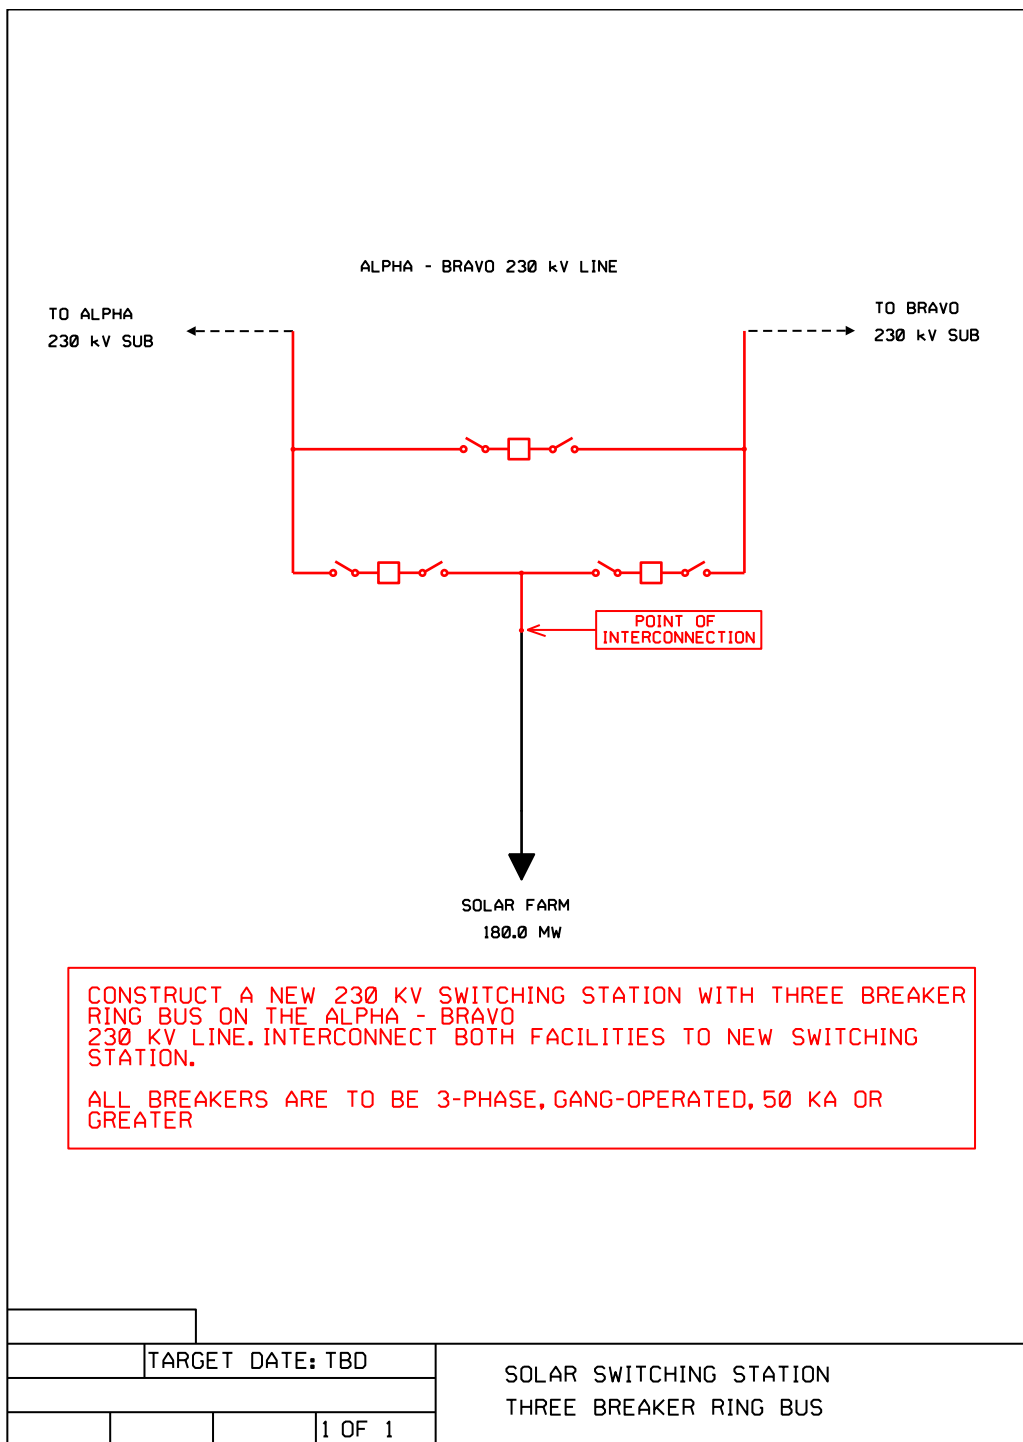 ALPHA - BRAVO 230 kV LINE
TO ALPHA
230 kV SUB
TO BRAVO
230 kV SUB
POINT OF
INTERCONNECTION
SOLAR FARM
180.0 MW
CONSTRUCT A NEW 230 KV SWITCHING STATION WITH THREE BREAKER
RING BUS ON THE ALPHA - BRAVO
230 KV LINE. INTERCONNECT BOTH FACILITIES TO NEW SWITCHING
STATION.
ALL BREAKERS ARE TO BE 3-PHASE, GANG-OPERATED, 50 KA OR
GREATER
TARGET DATE: TBD
1 OF 1
SOLAR SWITCHING STATION
THREE BREAKER RING BUS